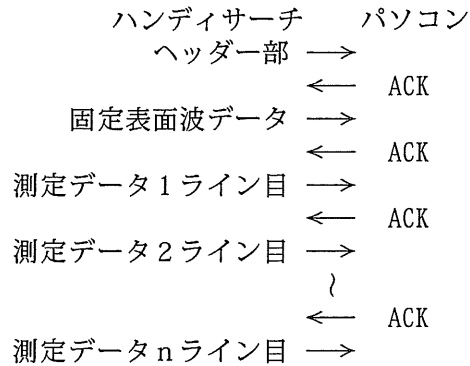 ハンディサーチ　　パソコン
ヘッダー部 ─→
←─ ACK
固定表面波データ ─→
←─ ACK
測定データ1ライン目 ─→
←─ ACK
測定データ2ライン目 ─→
〜
←─ ACK
測定データnライン目 ─→